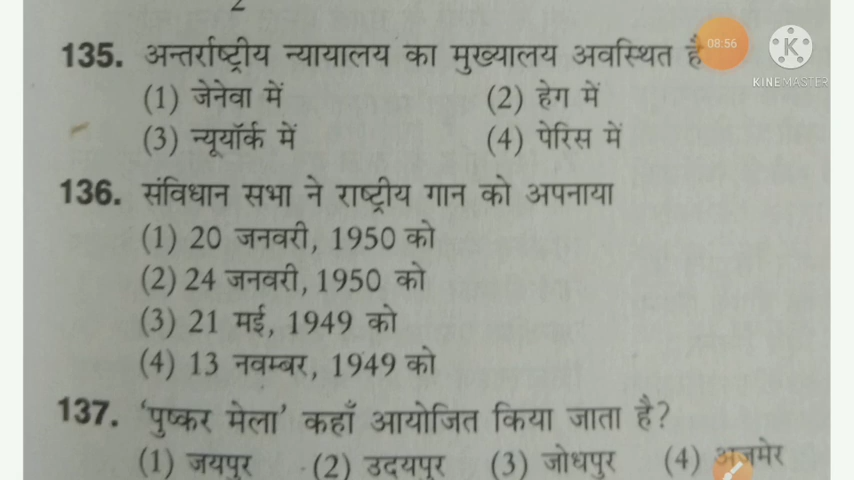 2
135. अन्तर्राष्ट्रीय न्यायालय का मुख्यालय अवस्थित है
08:56
KINEMASTER
(1) जेनेवा में (2) हेग में
(3) न्यूयॉर्क में (4) पेरिस में
136. संविधान सभा ने राष्ट्रीय गान को अपनाया
(1) 20 जनवरी, 1950 को
(2) 24 जनवरी, 1950 को
(3) 21 मई, 1949 को
(4) 13 नवम्बर, 1949 को
137. 'पुष्कर मेला' कहाँ आयोजित किया जाता है?
(1) जयपुर (2) उदयपुर (3) जोधपुर (4) अजमेर